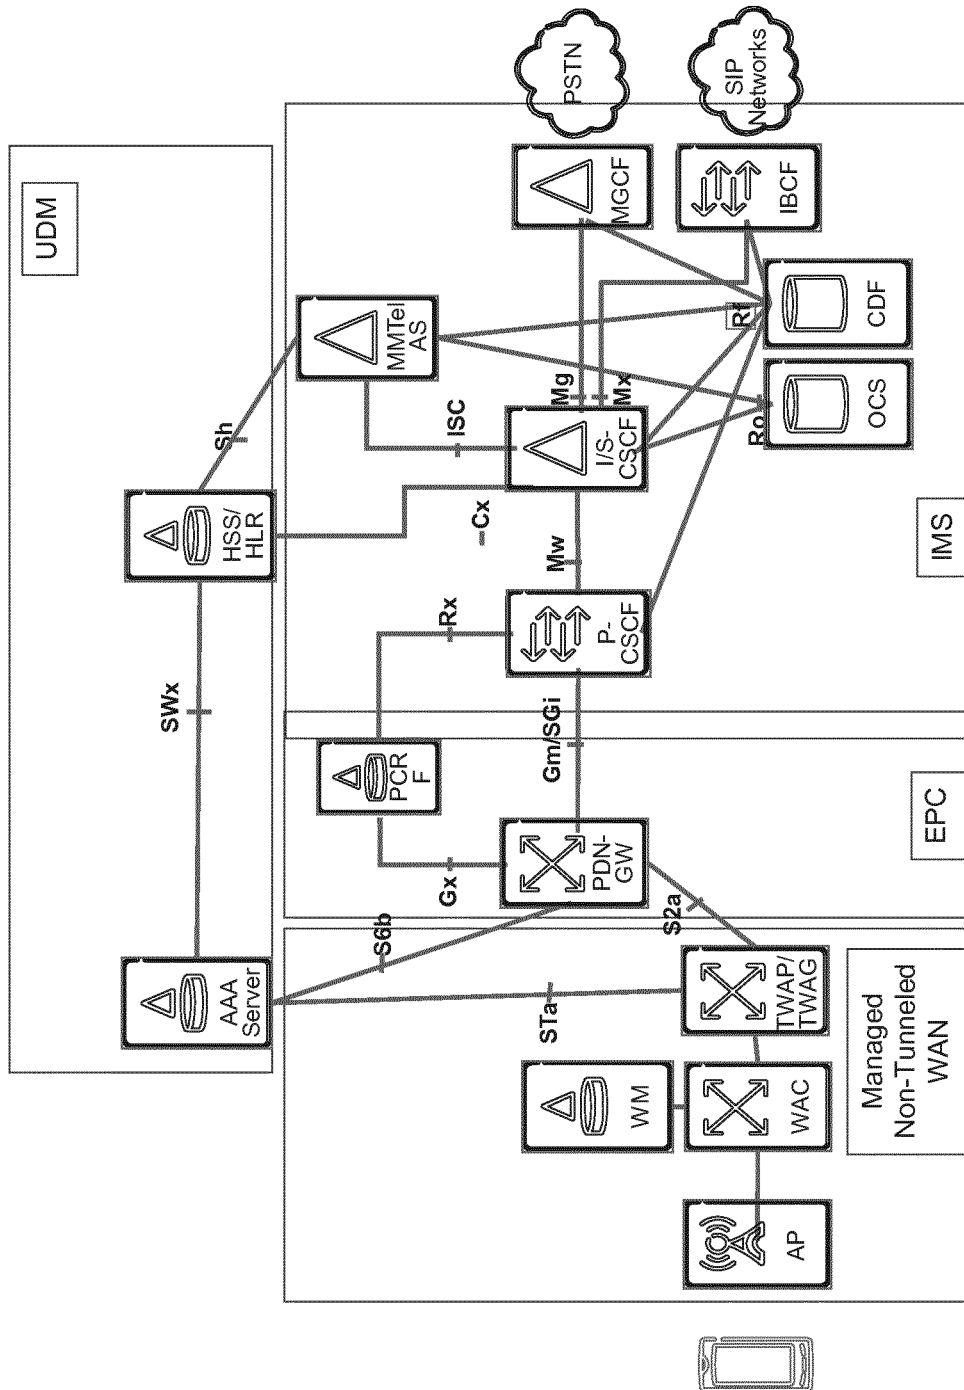 UDM
AAA
Server
SWx
HSS/
HLR
Sh
MMTel
AS
PCR
F
Rx
Cx
ISC
S6b
Gx
STa
WM
PDN-
GW
Gm/SGi
P-
CSCF
Mw
I/S-
CSCF
Mg
Mx
MGCF
PSTN
S2a
AP
WAC
TWAP/
TWAG
Ro
Rf
OCS
CDF
IBCF
SIP
Networks
Managed
Non-Tunneled
WAN
EPC
IMS